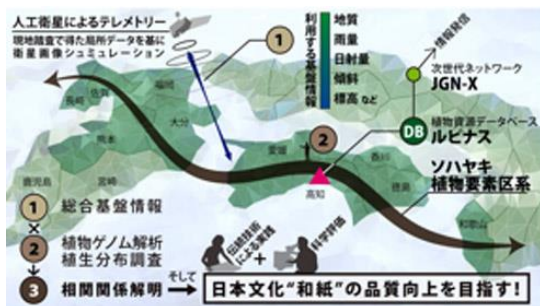 人工衛星によるテレメトリー
現地踏査で得た局所データを基に
衛星画像シュミレーション
1
利用する基盤情報
地質
雨量
日射量
傾斜
標高 など
情報発信
次世代ネットワーク
JGN-X
植物資源データベース
DB
ルピナス
ソハヤキ
植物要素区系
2
長崎
佐賀
福岡
大分
熊本
宮崎
鹿児島
愛媛
香川
高知
徳島
和歌山
1
総合基盤情報
×
2
植物ゲノム解析
植生分布調査
3
相関関係解明
伝統技術
による実践
+
科学評価
そして
日本文化“和紙”の品質向上を目指す!